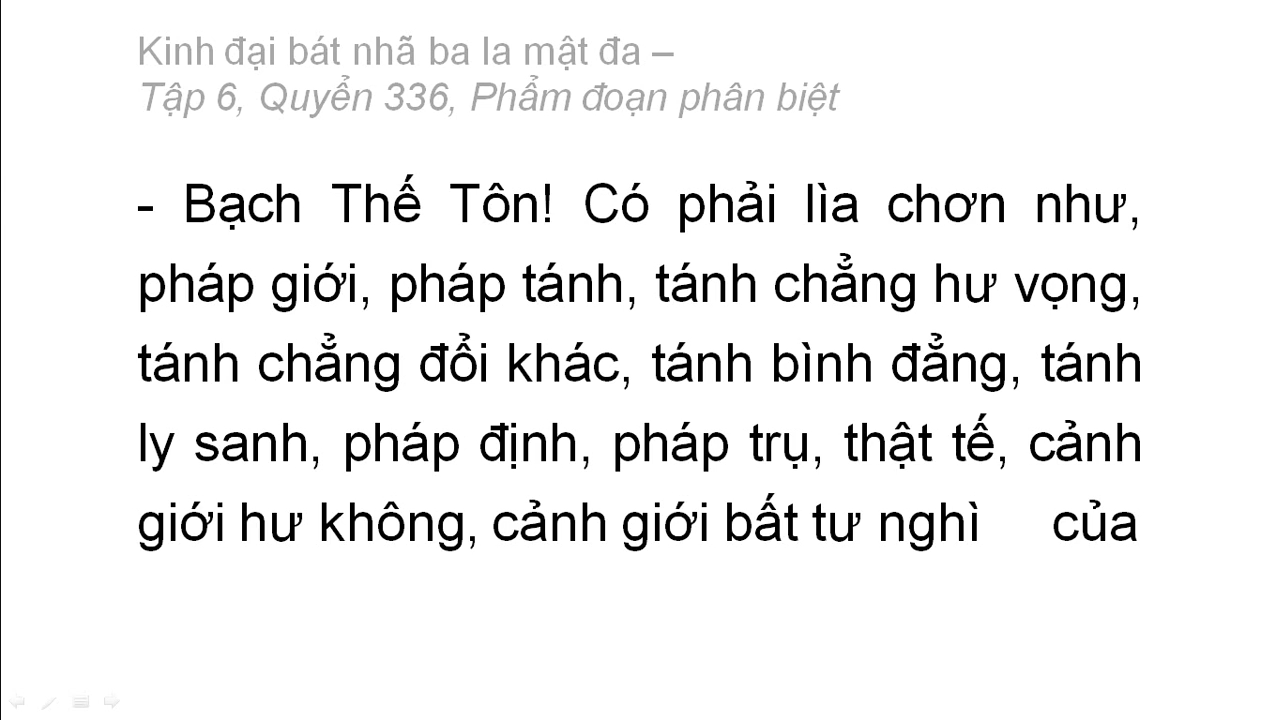 Kinh đại bát nhã ba la mật đa –
Tập 6, Quyển 336, Phẩm đoạn phân biệt
- Bạch Thế Tôn! Có phải lìa chơn như,
pháp giới, pháp tánh, tánh chẳng hư vọng,
tánh chẳng đổi khác, tánh bình đẳng, tánh
ly sanh, pháp định, pháp trụ, thật tế, cảnh
giới hư không, cảnh giới bất tư nghì của